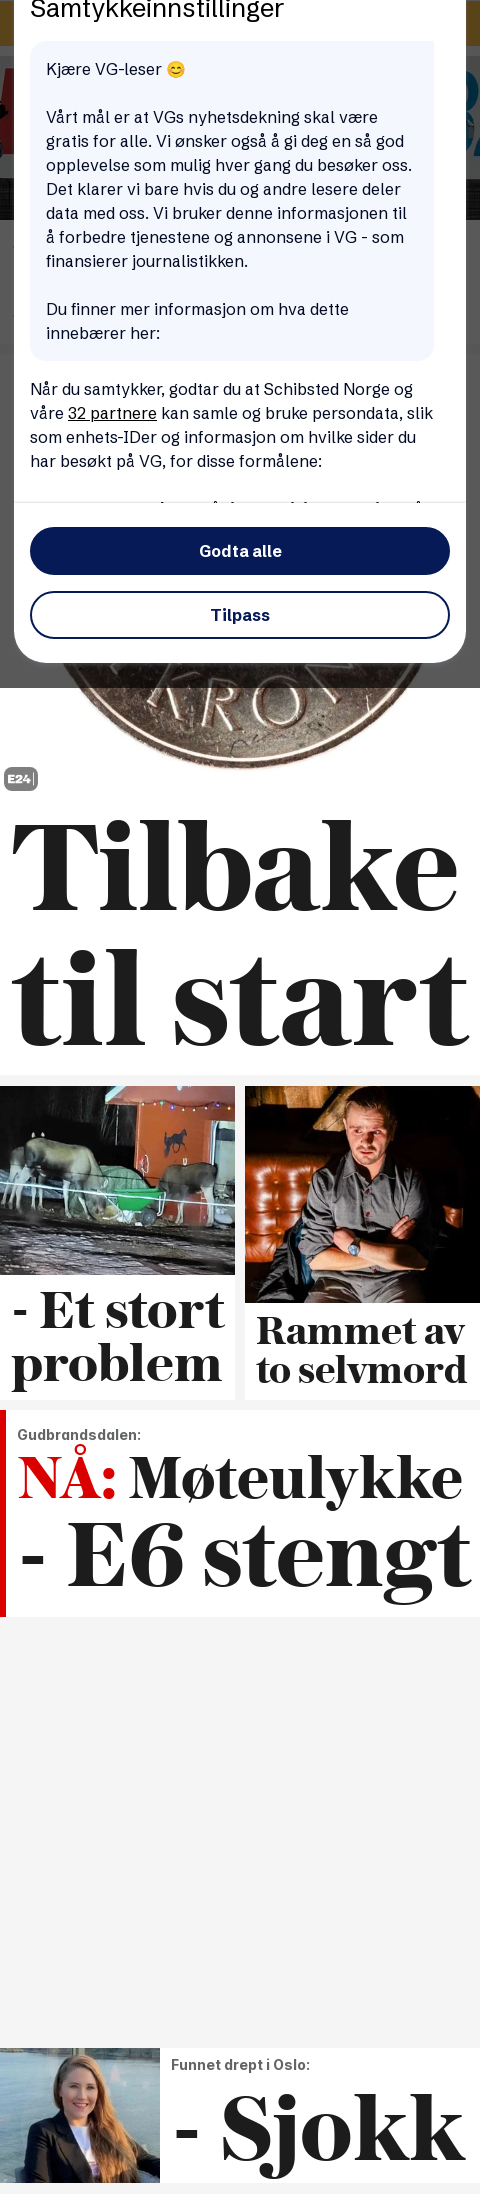 Samtykkeinnstillinger
Kjære VG-leser 😊
Vårt mål er at VGs nyhetsdekning skal være
gratis for alle. Vi ønsker også å gi deg en så god
opplevelse som mulig hver gang du besøker oss.
Det klarer vi bare hvis du og andre lesere deler
data med oss. Vi bruker denne informasjonen til
å forbedre tjenestene og annonsene i VG - som
finansierer journalistikken.
Du finner mer informasjon om hva dette
innebærer her:
Når du samtykker, godtar du at Schibsted Norge og
våre 32 partnere kan samle og bruke persondata, slik
som enhets-IDer og informasjon om hvilke sider du
har besøkt på VG, for disse formålene:
Godta alle
Tilpass
KRONE
E24
Tilbake
til start
- Et stort
problem
Rammet av
to selvmord
Gudbrandsdalen:
NÅ: Møteulykke
- E6 stengt
Funnet drept i Oslo:
- Sjokk